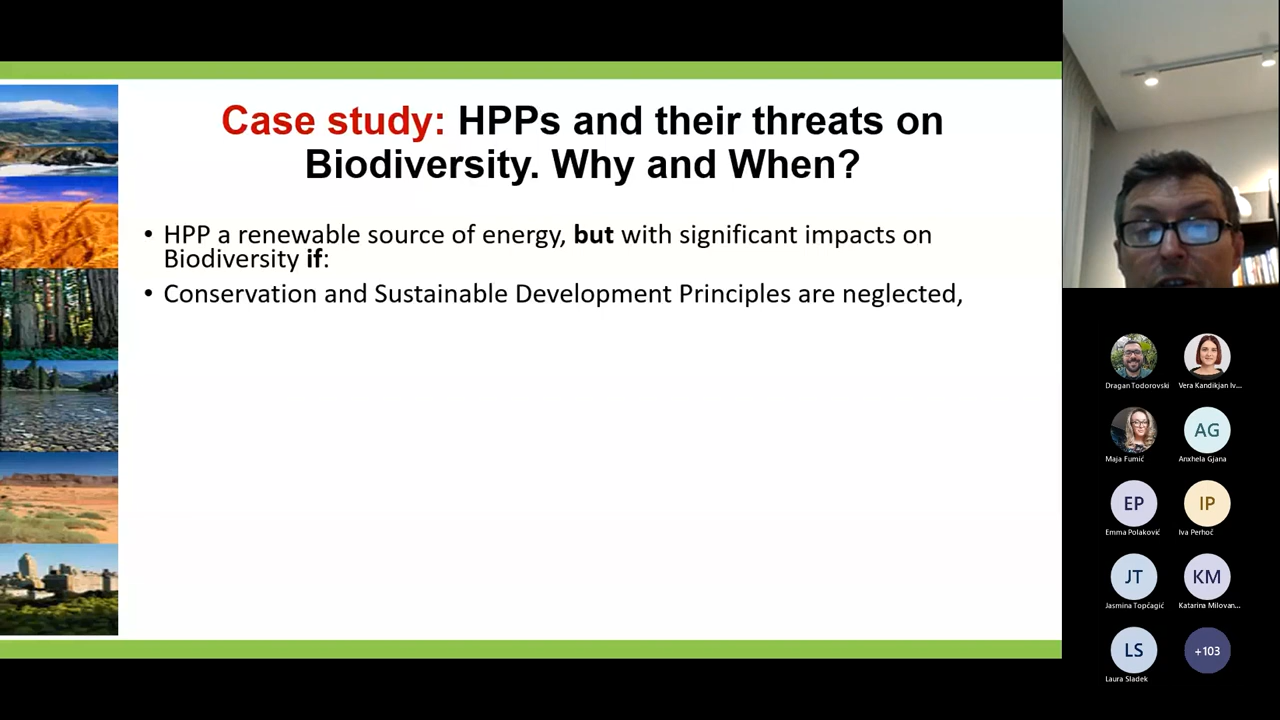 Case study: HPPs and their threats on
Biodiversity. Why and When?
• HPP a renewable source of energy, but with significant impacts on
Biodiversity if:
• Conservation and Sustainable Development Principles are neglected,
Dragan Todorovski
Vera Kandikjan Iv...
Maja Fumić
AG
Anxhela Gjana
EP
Emma Polaković
IP
Iva Perhoč
JT
Jasmina Topčagić
KM
Katarina Milovan...
LS
Laura Sladek
+103